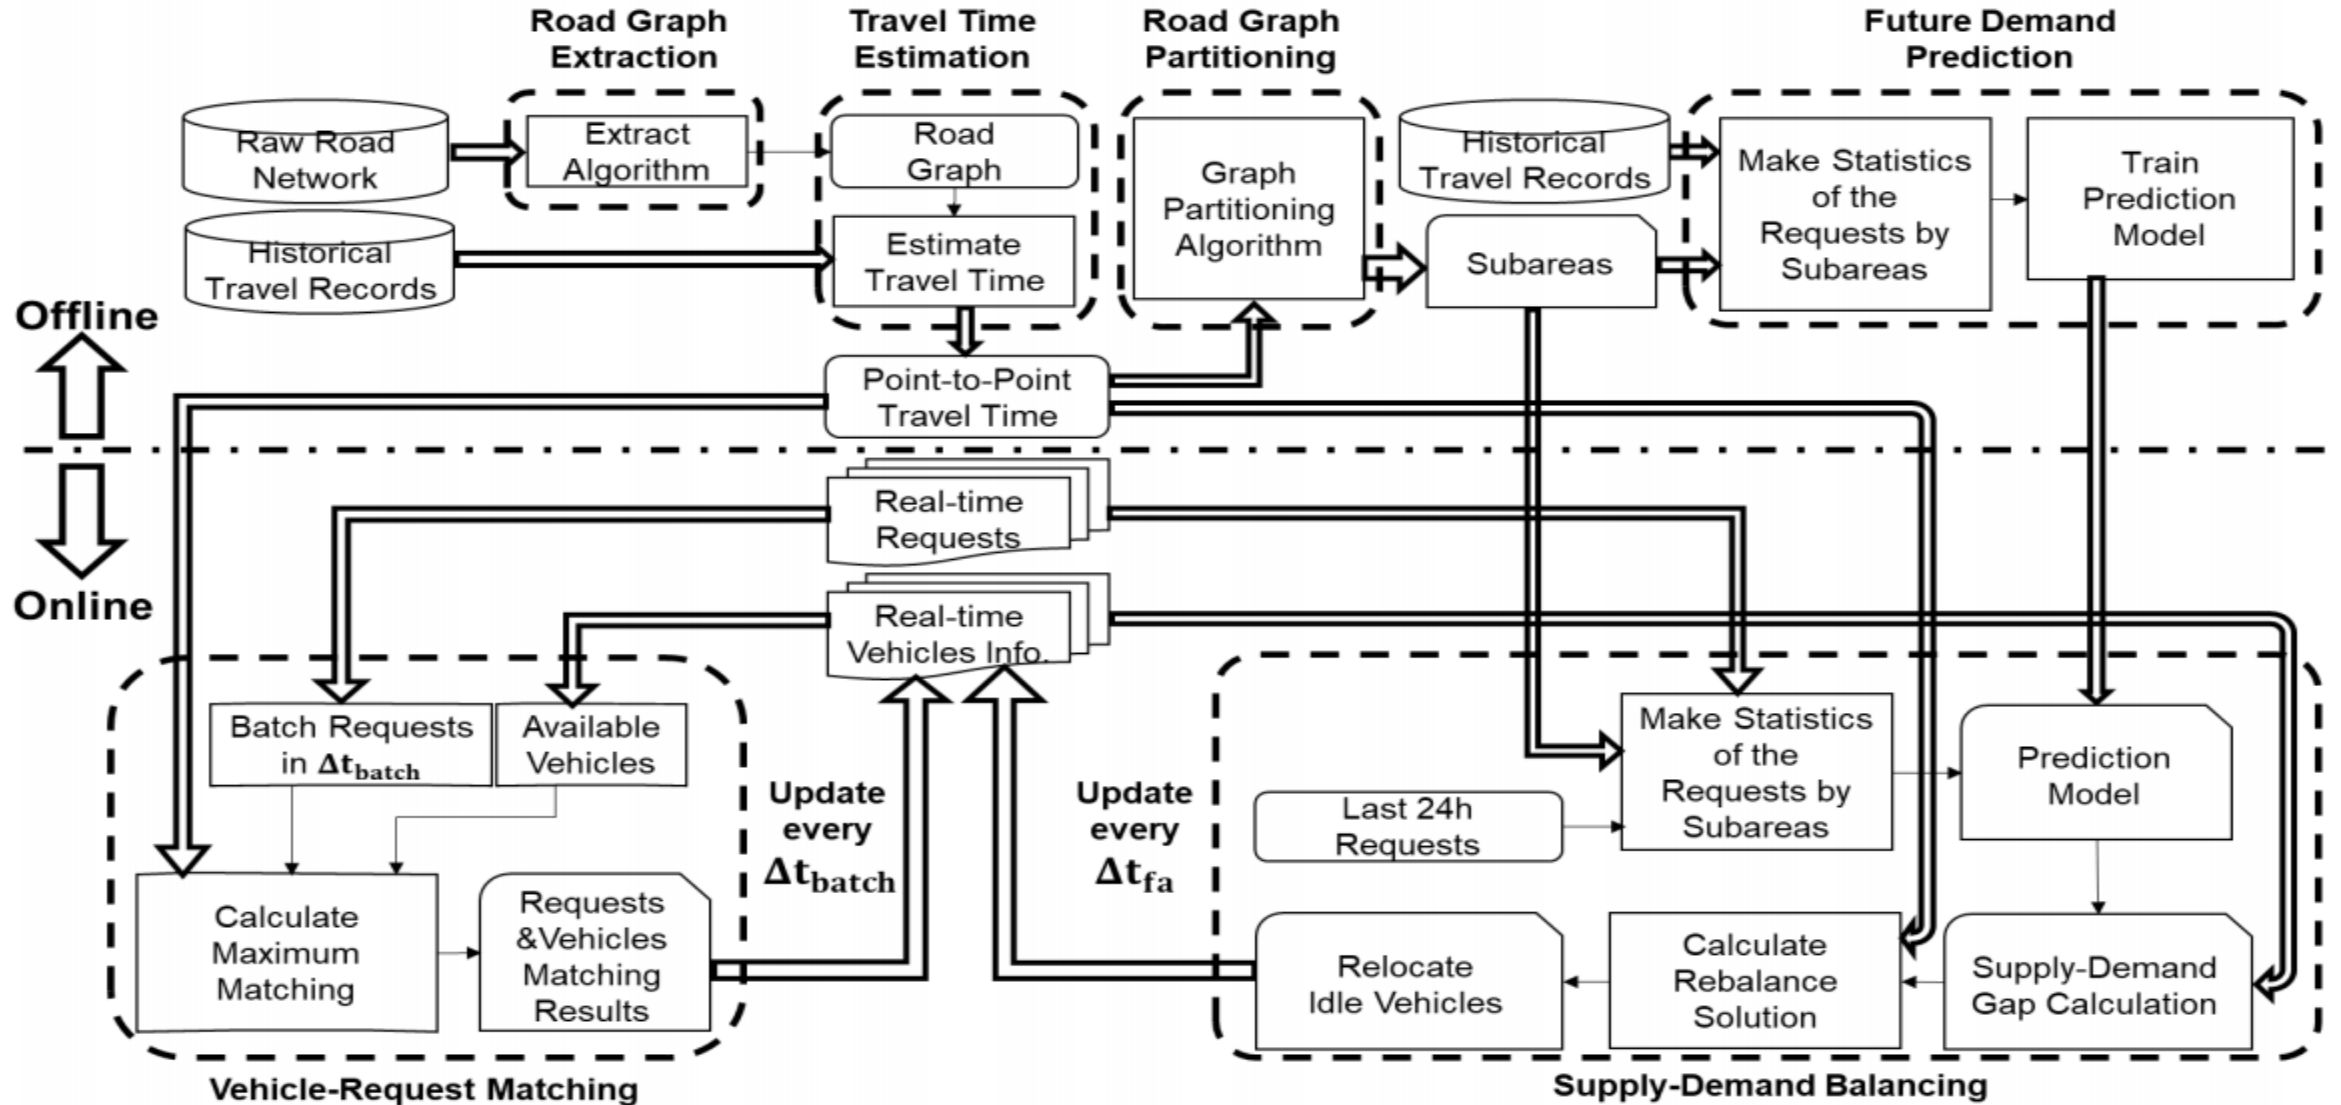 Road Graph
Extraction
Travel Time
Estimation
Road Graph
Partitioning
Future Demand
Prediction
Raw Road
Network
Extract
Algorithm
Road
Graph
Historical
Travel Records
Estimate
Travel Time
Graph
Partitioning
Algorithm
Historical
Travel Records
Subareas
Make Statistics
of the
Requests by
Subareas
Train
Prediction
Model
Offline
Point-to-Point
Travel Time
Online
Real-time
Requests
Real-time
Vehicles Info.
Batch Requests
in Δt_batch
Available
Vehicles
Calculate
Maximum
Matching
Requests
&Vehicles
Matching
Results
Update
every
Δt_batch
Update
every
Δt_fa
Make Statistics
of the
Requests by
Subareas
Prediction
Model
Last 24h
Requests
Relocate
Idle Vehicles
Calculate
Rebalance
Solution
Supply-Demand
Gap Calculation
Vehicle-Request Matching
Supply-Demand Balancing